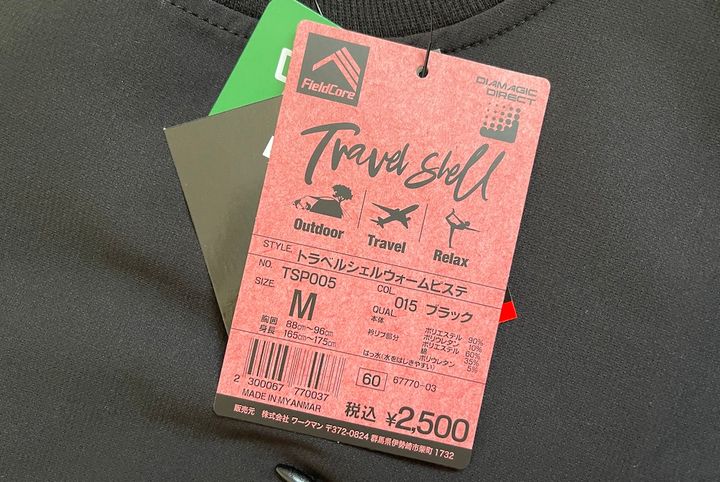 FieldCore
DIAMAGIC
DIRECT
Travel Shell
Outdoor
Travel
Relax
STYLE. トラベルシェルウォームピステ
NO. TSP005
COL. 015 ブラック
SIZE. M
胸囲 88㎝~96㎝
身長 165㎝~175㎝
QUAL.
本体 ポリエステル 90%
ポリウレタン 10%
衿リブ部分 ポリエステル 60%
綿 35%
ポリウレタン 5%
はっ水(水をはじきやすい)
2 300067 770037
60 67770-03
MADE IN MYANMAR
税込 ¥2,500
販売元 株式会社 ワークマン 〒372-0824 群馬県伊勢崎市柴町 1732